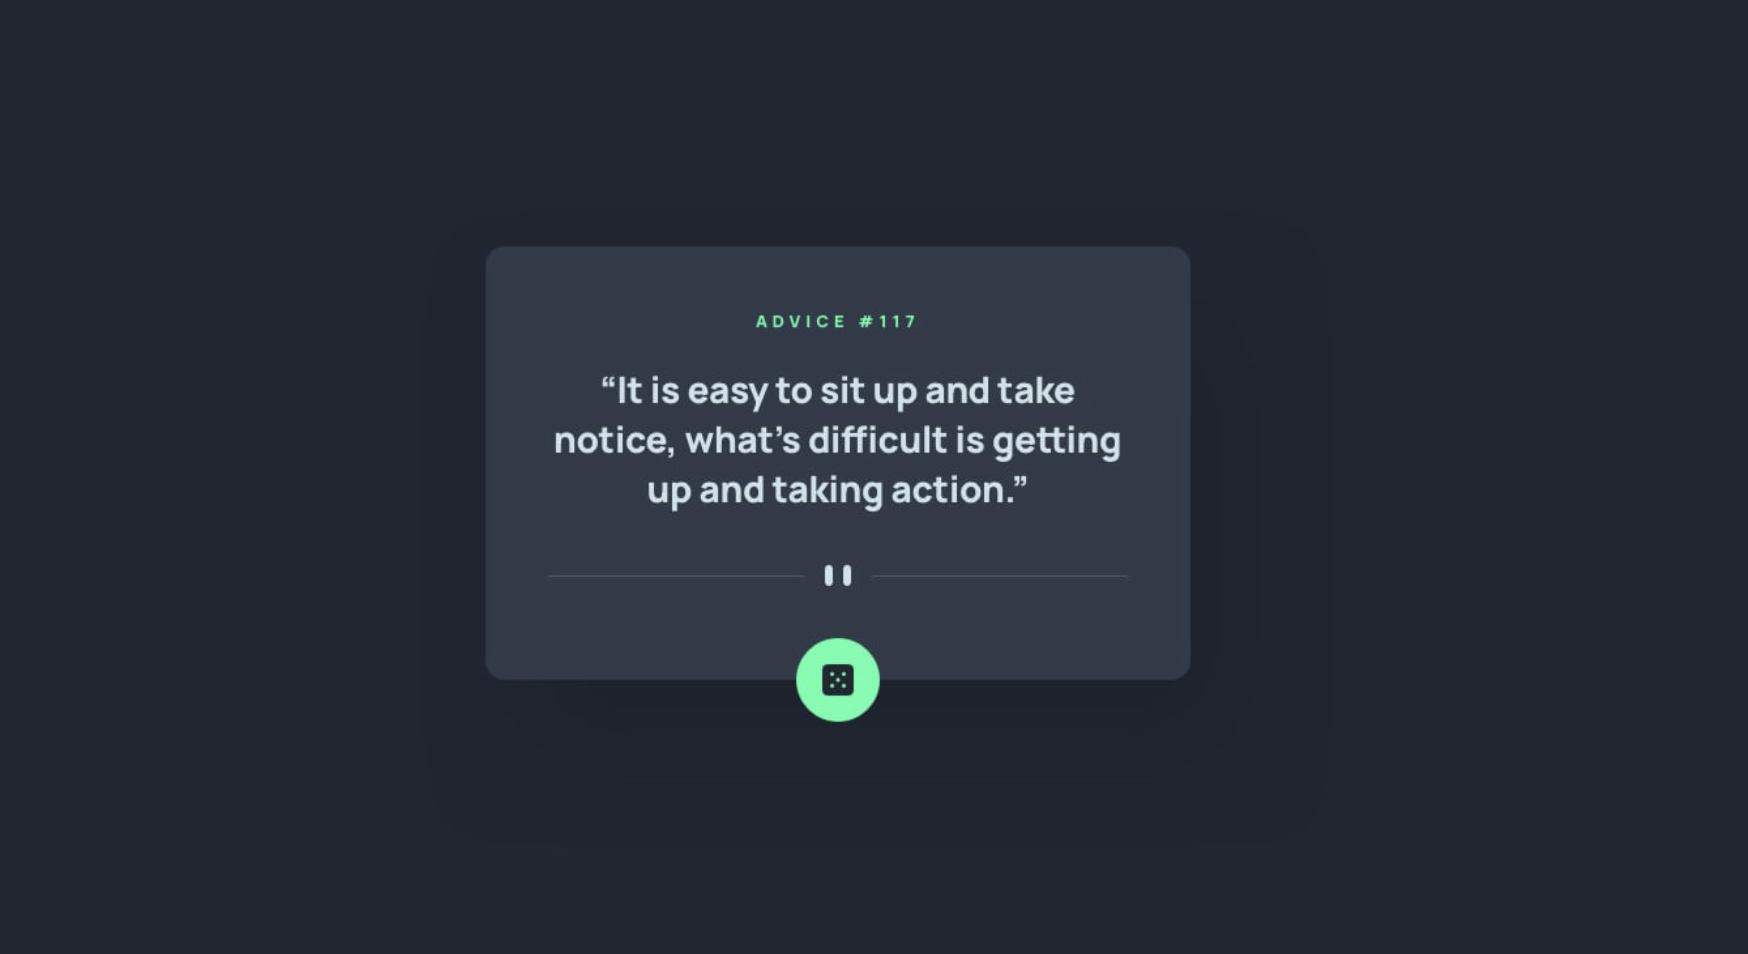 ADVICE #117
“It is easy to sit up and take
notice, what’s difficult is getting
up and taking action.”